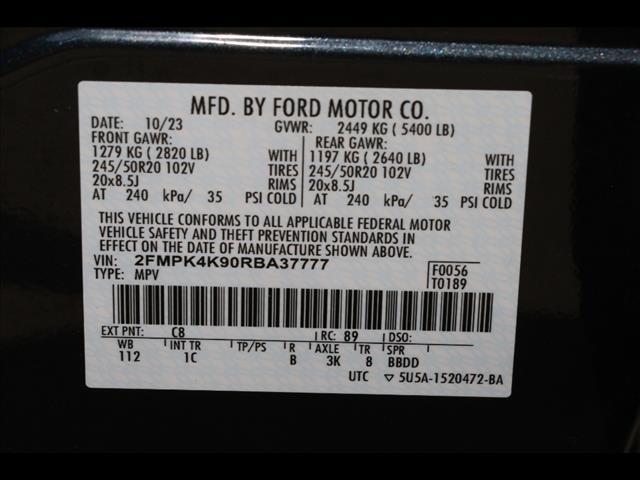 MFD. BY FORD MOTOR CO.
DATE: 10/23 GVWR: 2449 KG ( 5400 LB)
FRONT GAWR: REAR GAWR:
1279 KG ( 2820 LB) WITH 1197 KG ( 2640 LB) WITH
245/50R20 102V TIRES 245/50R20 102V TIRES
20x8.5J RIMS 20x8.5J RIMS
AT 240 kPa/ 35 PSI COLD AT 240 kPa/ 35 PSI COLD
THIS VEHICLE CONFORMS TO ALL APPLICABLE FEDERAL MOTOR
VEHICLE SAFETY AND THEFT PREVENTION STANDARDS IN
EFFECT ON THE DATE OF MANUFACTURE SHOWN ABOVE.
VIN: 2FMPK4K90RBA37777 F0056
TYPE: MPV T0189
EXT PNT: C8 RC: 89 DSO:
WB INT TR TP/PS R AXLE TR SPR
112 1C B 3K 8 BBDD
UTC ▽ 5U5A-1520472-BA